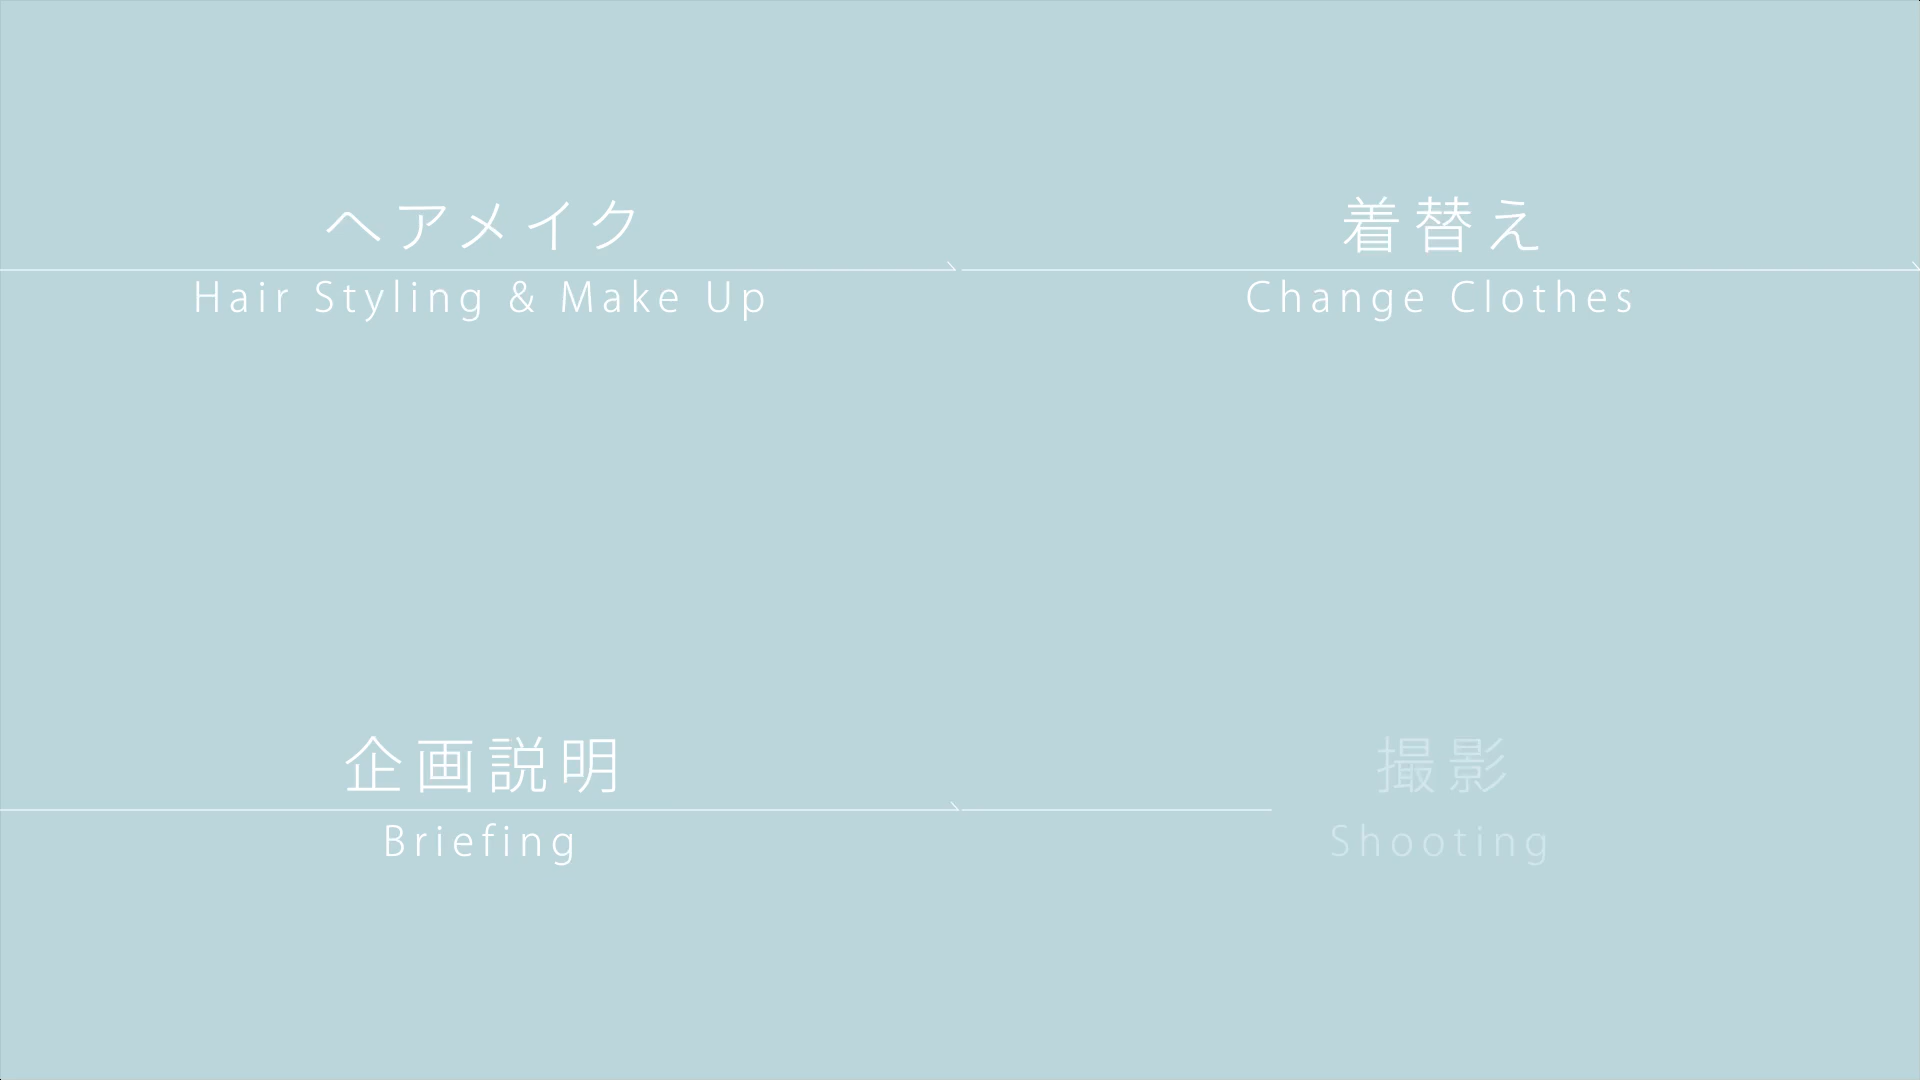 ヘアメイク
Hair Styling & Make Up
着替え
Change Clothes
企画説明
Briefing
撮影
Shooting